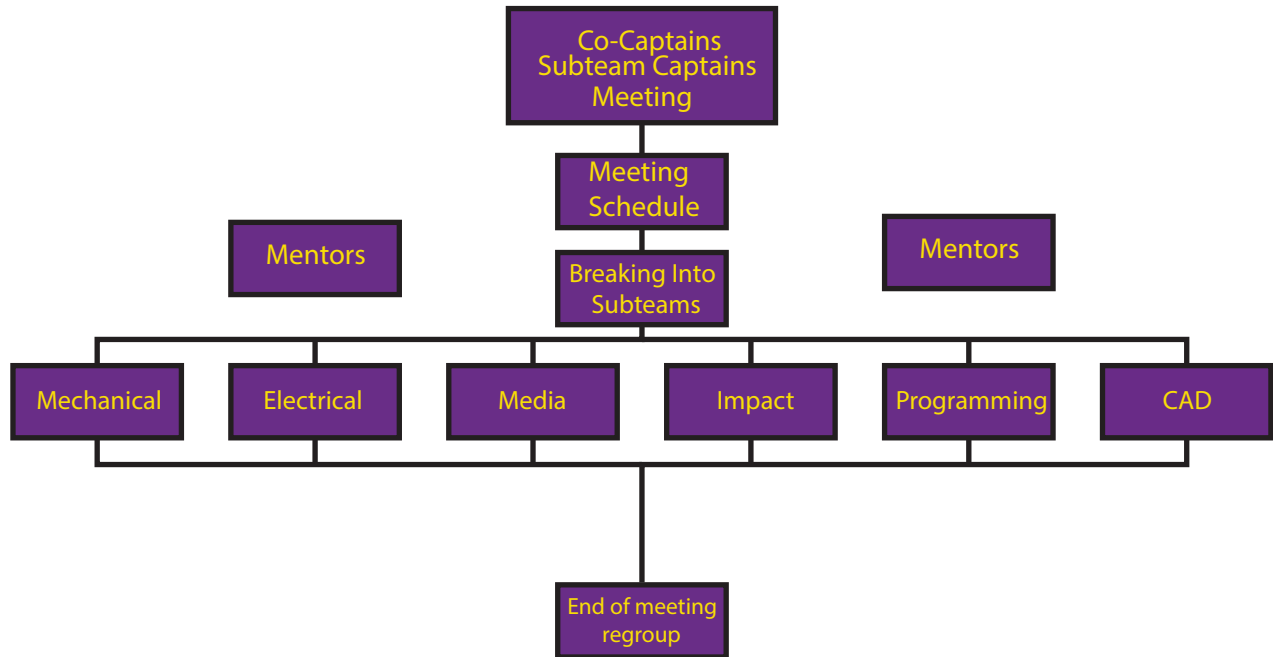 Co-Captains
Subteam Captains
Meeting
Meeting
Schedule
Mentors
Mentors
Breaking Into
Subteams
Mechanical
Electrical
Media
Impact
Programming
CAD
End of meeting
regroup